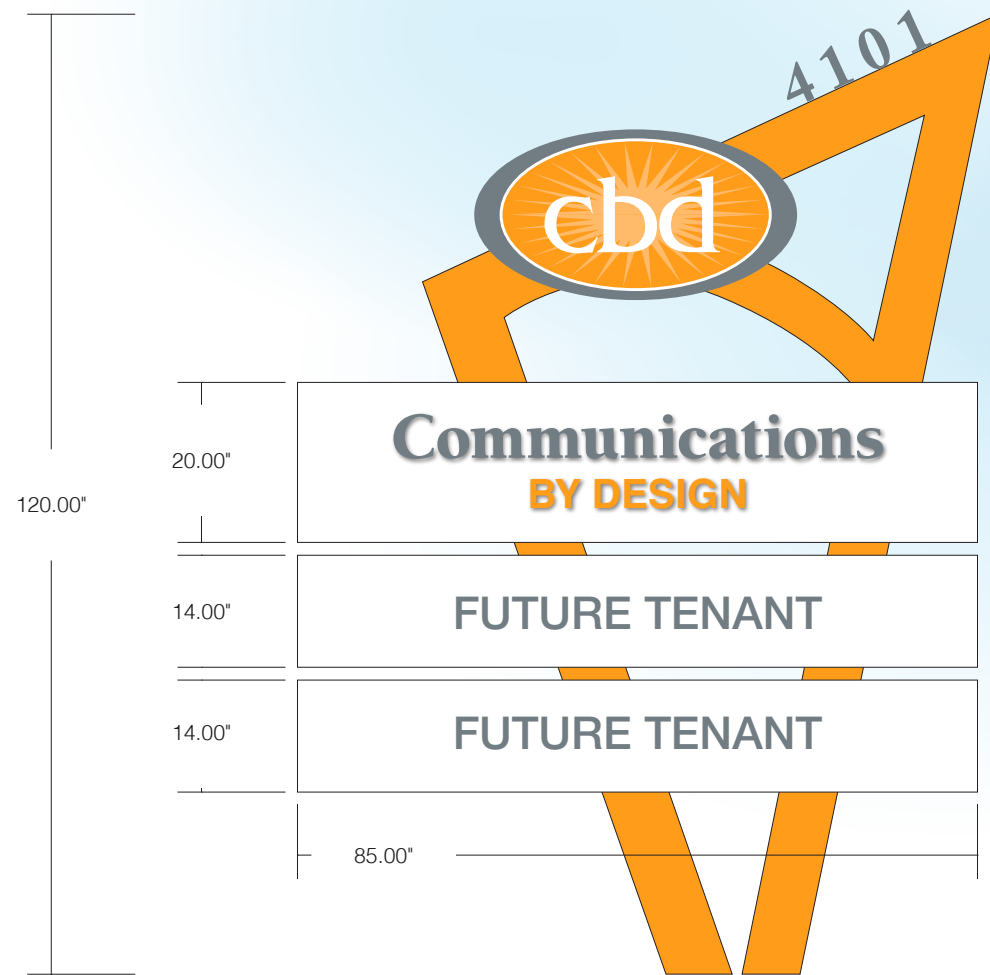 4101
cbd
Communications
BY DESIGN
20.00"
120.00"
FUTURE TENANT
14.00"
FUTURE TENANT
14.00"
85.00"